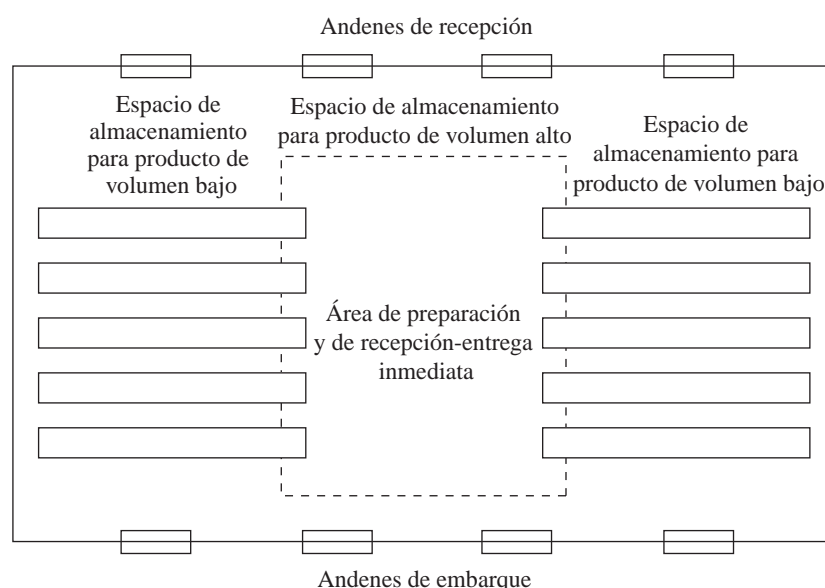 Andenes de recepción
Espacio de
almacenamiento
para producto de
volumen bajo
Espacio de almacenamiento
para producto de volumen alto
Espacio de
almacenamiento para
producto de volumen bajo
Área de preparación
y de recepción-entrega
inmediata
Andenes de embarque